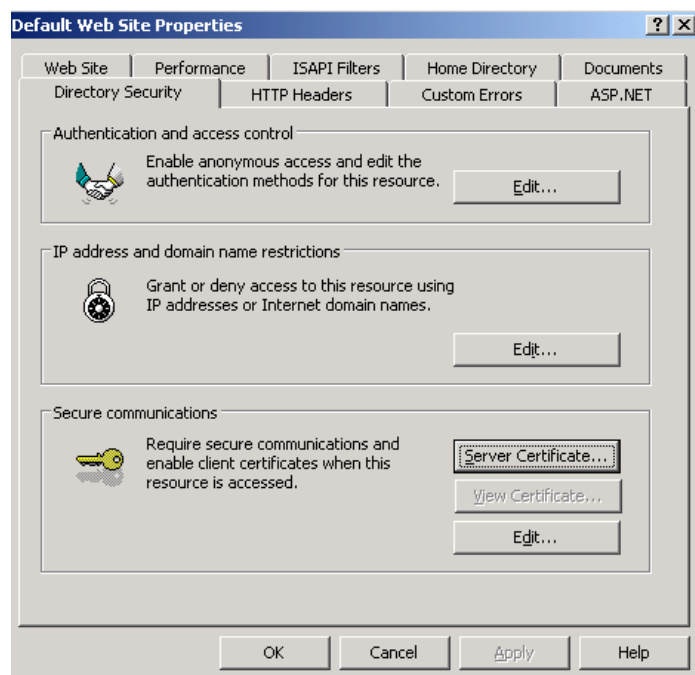 Default Web Site Properties
Web Site Performance ISAPI Filters Home Directory Documents
Directory Security HTTP Headers Custom Errors ASP.NET
Authentication and access control
Enable anonymous access and edit the
authentication methods for this resource.
Edit...
IP address and domain name restrictions
Grant or deny access to this resource using
IP addresses or Internet domain names.
Edit...
Secure communications
Require secure communications and
enable client certificates when this
resource is accessed.
Server Certificate...
View Certificate...
Edit...
OK Cancel Apply Help